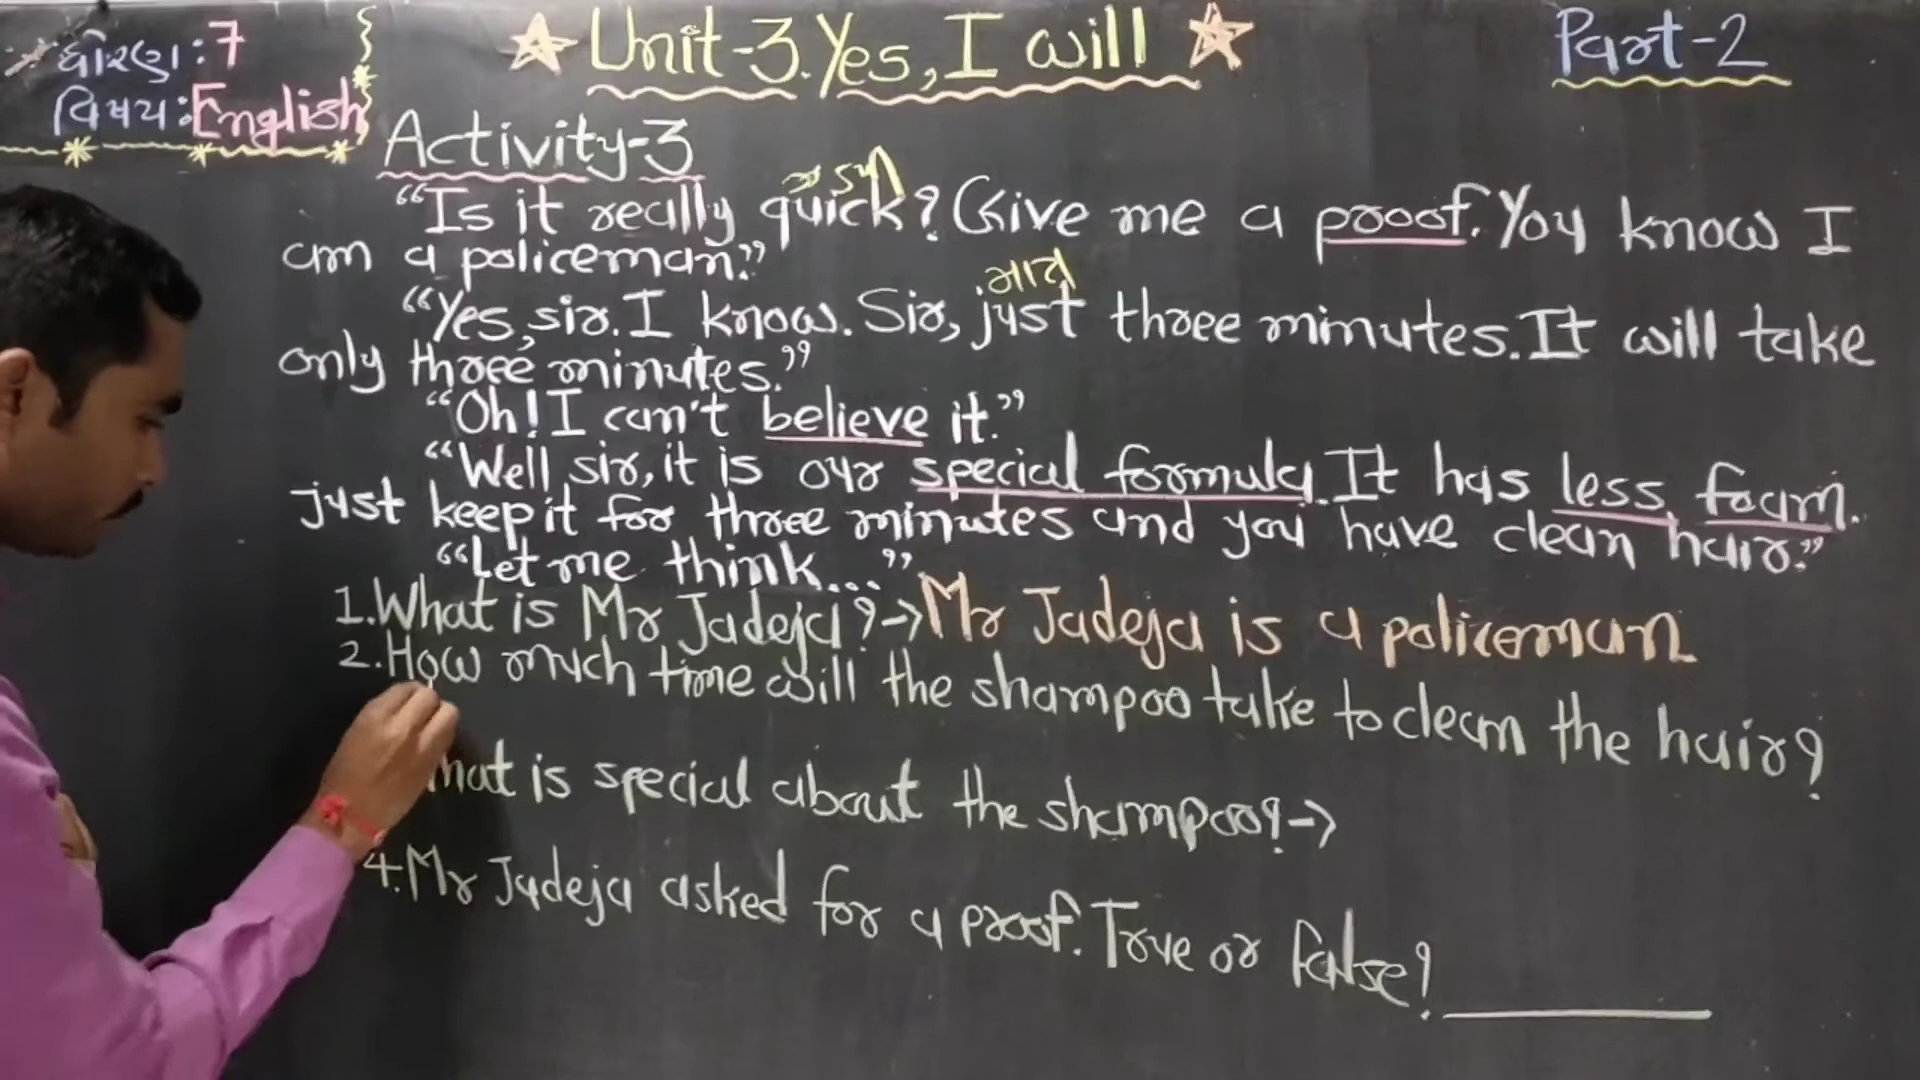 ધોરણ:7
વિષય:English
Unit-3.Yes, I will
Part-2
Activity-3
"Is it really quick? Give me a proof. You know I
am a policeman."
માત્ર
"Yes, sir. I know. Sir, just three minutes. It will take
only three minutes."
"Oh! I can't believe it."
"Well sir, it is our special formula. It has less foam.
just keep it for three minutes and you have clean hair."
"Let me think..."
1.What is Mr Jadeja?->Mr Jadeja is a policeman
2.How much time will the shampoo take to clean the hair?
hat is special about the shampoo?->
4.Mr Jadeja asked for a proof. True or false?